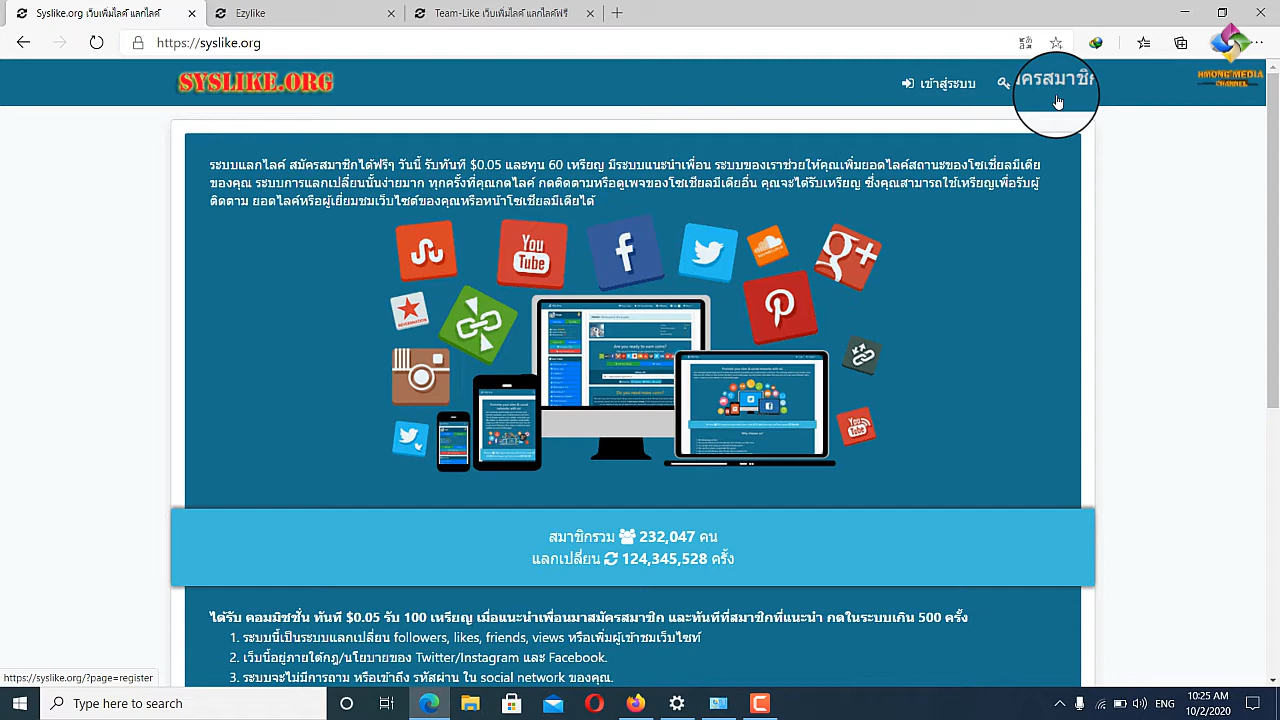 Syslike.org เว็บเพิ่มไลค์ แลกไลค์ฟรี
Ezylike
Team-Like เว็บเพิ่มไลค์ แลกไลค์ฟรี
https://syslike.org
SYSLIKE.ORG
เข้าสู่ระบบ
ครสมาชิก
HMONG MEDIA
CHANNEL
ระบบแลกไลค์ สมัครสมาชิกได้ฟรีๆ วันนี้ รับทันที $0.05 และทุน 60 เหรียญ มีระบบแนะนำเพื่อน ระบบของเราช่วยให้คุณเพิ่มยอดไลค์สถานะของโซเชียลมีเดีย
ของคุณ ระบบการแลกเปลี่ยนนั้นง่ายมาก ทุกครั้งที่คุณกดไลค์ กดติดตามหรือดูเพจของโซเชียลมีเดียอื่น คุณจะได้รับเหรียญ ซึ่งคุณสามารถใช้เหรียญเพื่อรับผู้
ติดตาม ยอดไลค์หรือผู้เยี่ยมชมเว็บไซต์ของคุณหรือหน้าโซเชียลมีเดียได้
You
Tube
REVERBNATION
You
สมาชิกรวม 232,047 คน
แลกเปลี่ยน 124,345,528 ครั้ง
ได้รับ คอมมิชชั่น ทันที $0.05 รับ 100 เหรียญ เมื่อแนะนำเพื่อนมาสมัครสมาชิก และทันทีที่สมาชิกที่แนะนำ กดในระบบเกิน 500 ครั้ง
1. ระบบนี้เป็นระบบแลกเปลี่ยน followers, likes, friends, views หรือเพิ่มผู้เข้าชมเว็บไซท์
2. เว็บนี้อยู่ภายใต้กฎ/นโยบายของ Twitter/Instagram และ Facebook.
3. ระบบจะไม่มีการถาม หรือเข้าถึง รหัสผ่าน ใน social network ของคุณ.
https://syslike.org/?page=register
Type here to search
ENG
10:25 AM
10/2/2020